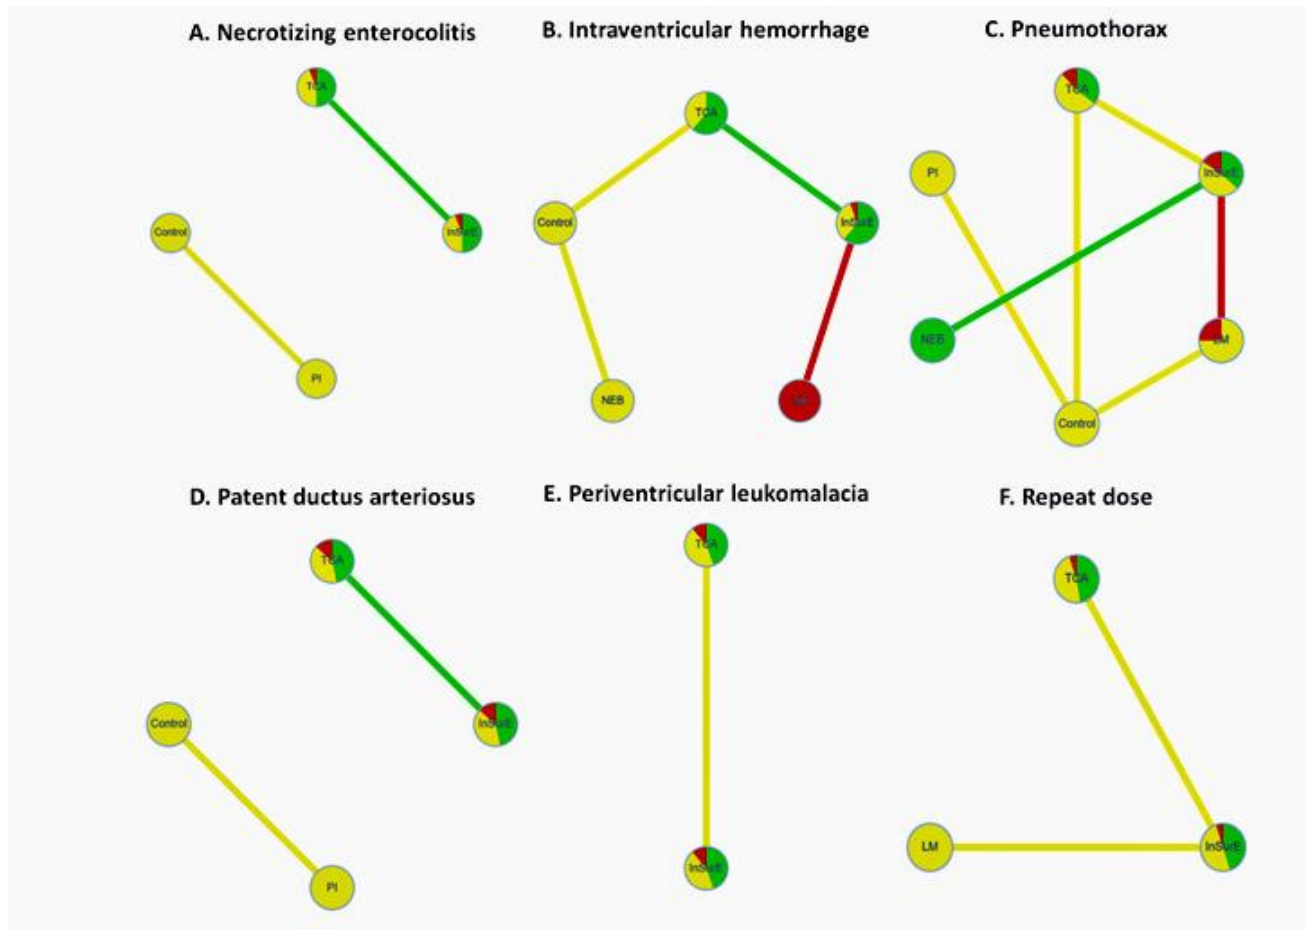 A. Necrotizing enterocolitis
TCA
Control
InSurE
PI
B. Intraventricular hemorrhage
TCA
Control
InSurE
NEB
C. Pneumothorax
TCA
PI
InSurE
NEB
LM
Control
D. Patent ductus arteriosus
TCA
Control
InSurE
PI
E. Periventricular leukomalacia
TCA
InSurE
F. Repeat dose
TCA
LM
InSurE